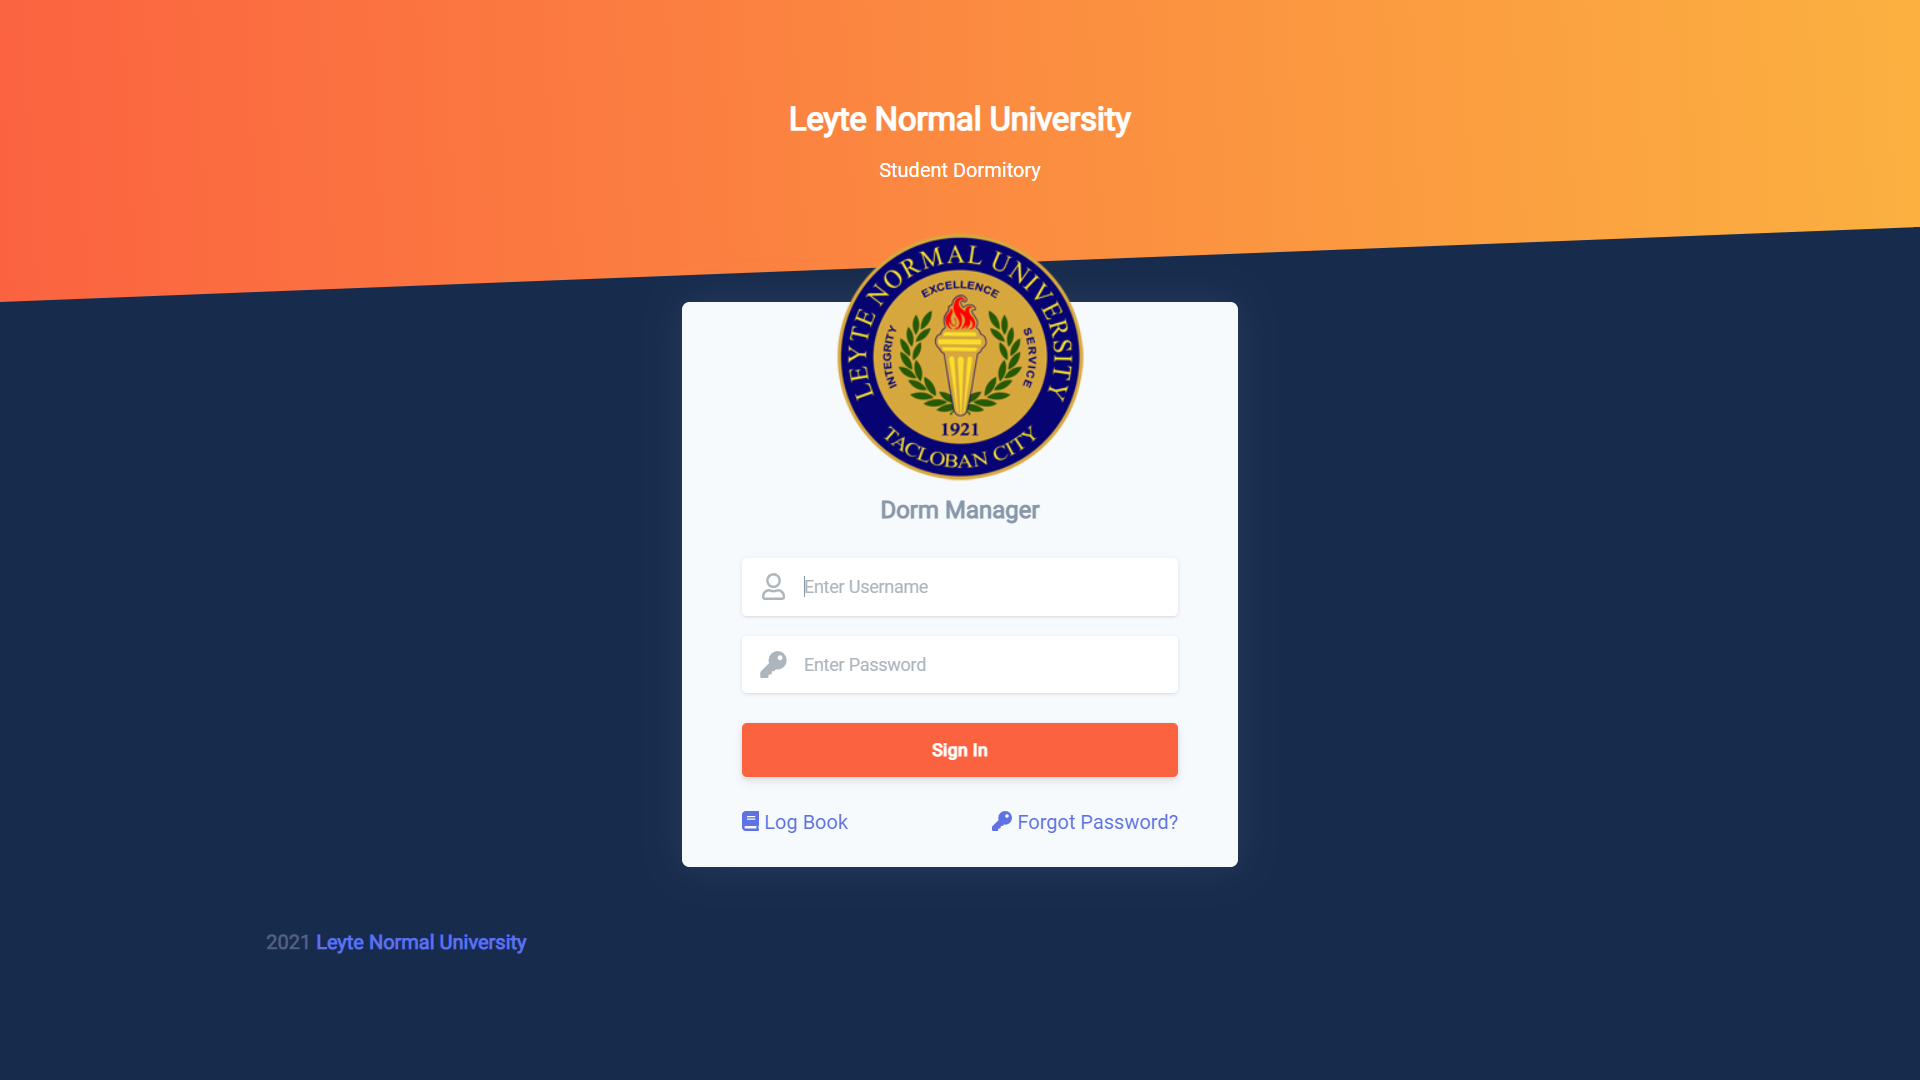 Leyte Normal University
Student Dormitory
LEYTE NORMAL UNIVERSITY
EXCELLENCE
INTEGRITY
SERVICE
1921
TACLOBAN CITY
Dorm Manager
Enter Username
Enter Password
Sign In
Log Book
Forgot Password?
2021 Leyte Normal University